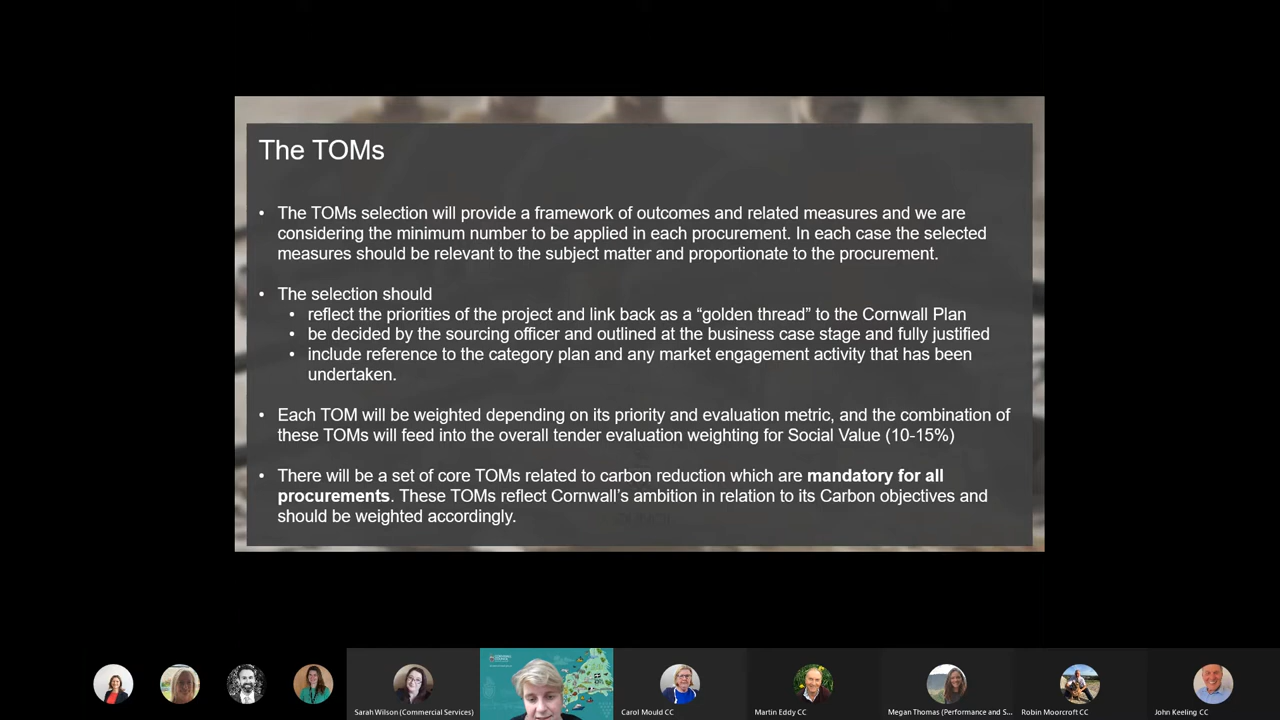 The TOMs
• The TOMs selection will provide a framework of outcomes and related measures and we are
considering the minimum number to be applied in each procurement. In each case the selected
measures should be relevant to the subject matter and proportionate to the procurement.
• The selection should
• reflect the priorities of the project and link back as a “golden thread” to the Cornwall Plan
• be decided by the sourcing officer and outlined at the business case stage and fully justified
• include reference to the category plan and any market engagement activity that has been
undertaken.
• Each TOM will be weighted depending on its priority and evaluation metric, and the combination of
these TOMs will feed into the overall tender evaluation weighting for Social Value (10-15%)
• There will be a set of core TOMs related to carbon reduction which are mandatory for all
procurements. These TOMs reflect Cornwall’s ambition in relation to its Carbon objectives and
should be weighted accordingly.
Sarah Wilson (Commercial Services)
Carol Mould CC
Martin Eddy CC
Megan Thomas (Performance and S...
Robin Moorcroft CC
John Keeling CC